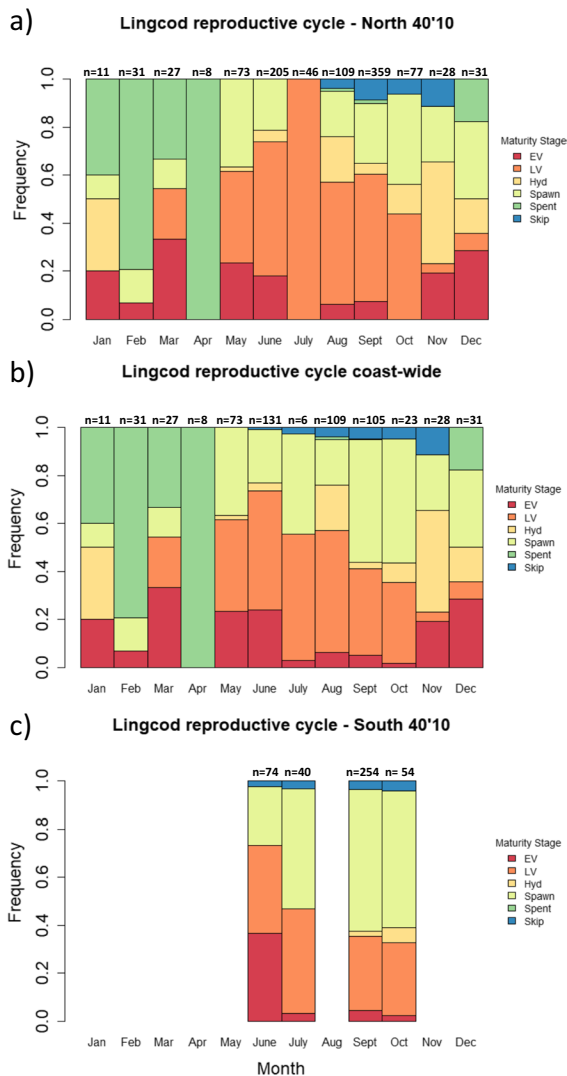 a)
Lingcod reproductive cycle - North 40'10
n=11 n=31 n=27 n=8 n=73 n=205 n=46 n=109 n=359 n=77 n=28 n=31
Frequency
1.0
0.8
0.6
0.4
0.2
0.0
Maturity Stage
EV
LV
Hyd
Spawn
Spent
Skip
Jan Feb Mar Apr May June July Aug Sept Oct Nov Dec
b)
Lingcod reproductive cycle coast-wide
n=11 n=31 n=27 n=8 n=73 n=131 n=6 n=109 n=105 n=23 n=28 n=31
Frequency
1.0
0.8
0.6
0.4
0.2
0.0
Maturity Stage
EV
LV
Hyd
Spawn
Spent
Skip
Jan Feb Mar Apr May June July Aug Sept Oct Nov Dec
c)
Lingcod reproductive cycle - South 40'10
n=74 n=40 n=254 n= 54
Frequency
1.0
0.8
0.6
0.4
0.2
0.0
Maturity Stage
EV
LV
Hyd
Spawn
Spent
Skip
Jan Feb Mar Apr May June July Aug Sept Oct Nov Dec
Month